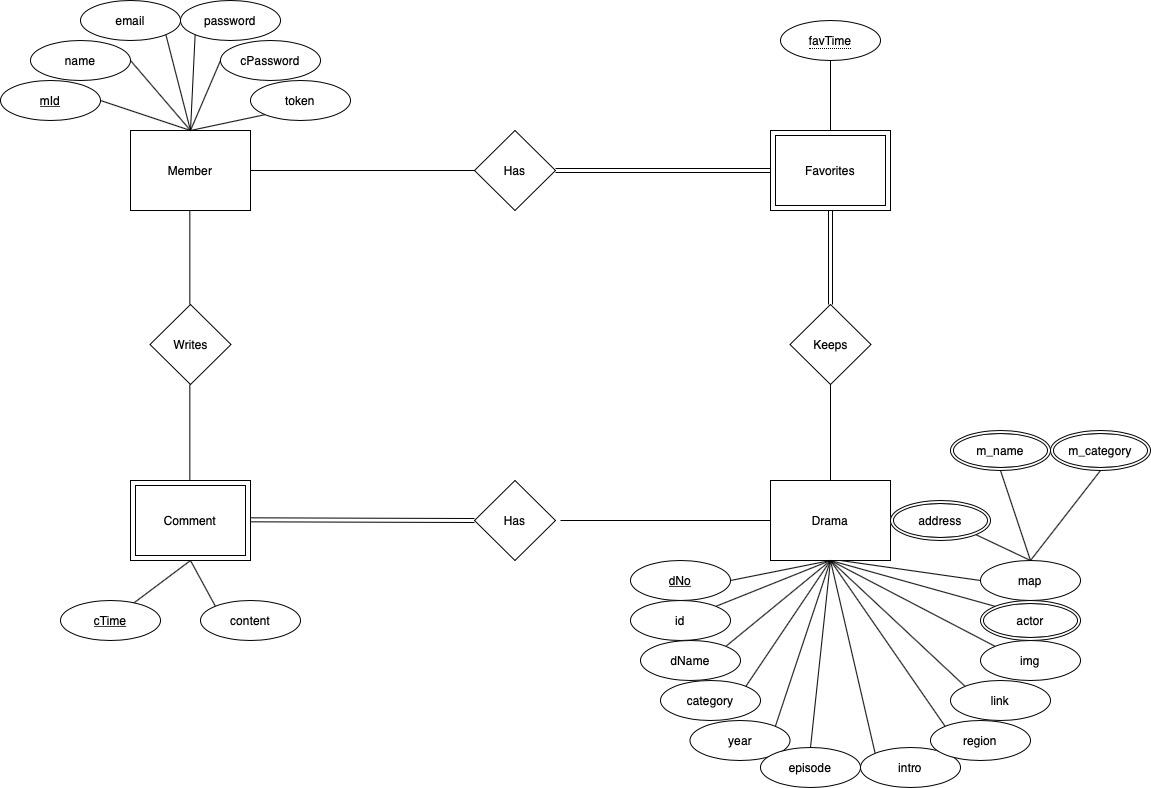 email
password
name
cPassword
mId
token
favTime
Member
Has
Favorites
Writes
Keeps
m_name
m_category
Comment
Has
Drama
address
dNo
map
cTime
content
id
actor
dName
img
category
link
year
region
episode
intro